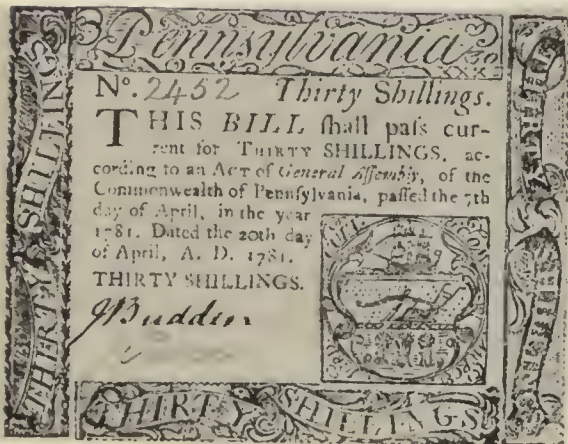 Pennsylvania
No. 2452 Thirty Shillings.
THIS BILL ſhall paſs cur-
rent for THIRTY SHILLINGS, ac-
cording to an ACT of General Aſſembly, of the
Commonwealth of Pennſylvania, paſſed the 7th
day of April, in the year
1781. Dated the 20th day
of April, A. D. 1781.
THIRTY SHILLINGS.
JBudden
THIRTY SHILLINGS
THIRTY SHILLINGS.